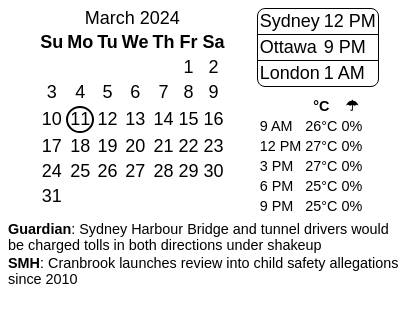 March 2024
Su Mo Tu We Th Fr Sa
1 2
3 4 5 6 7 8 9
10 11 12 13 14 15 16
17 18 19 20 21 22 23
24 25 26 27 28 29 30
31
Sydney 12 PM
Ottawa 9 PM
London 1 AM
°C ☂
9 AM 26°C 0%
12 PM 27°C 0%
3 PM 27°C 0%
6 PM 25°C 0%
9 PM 25°C 0%
Guardian: Sydney Harbour Bridge and tunnel drivers would
be charged tolls in both directions under shakeup
SMH: Cranbrook launches review into child safety allegations
since 2010